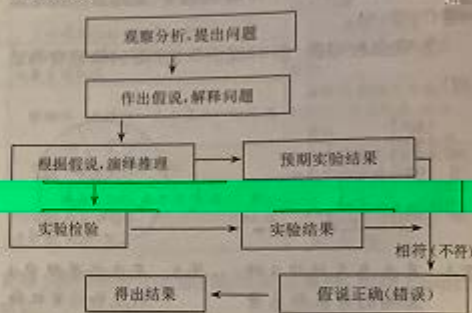 观察分析,提出问题
作出假说,解释问题
根据假说,演绎推理
预期实验结果
实验检验
实验结果
相符(不符)
得出结果
假说正确(错误)